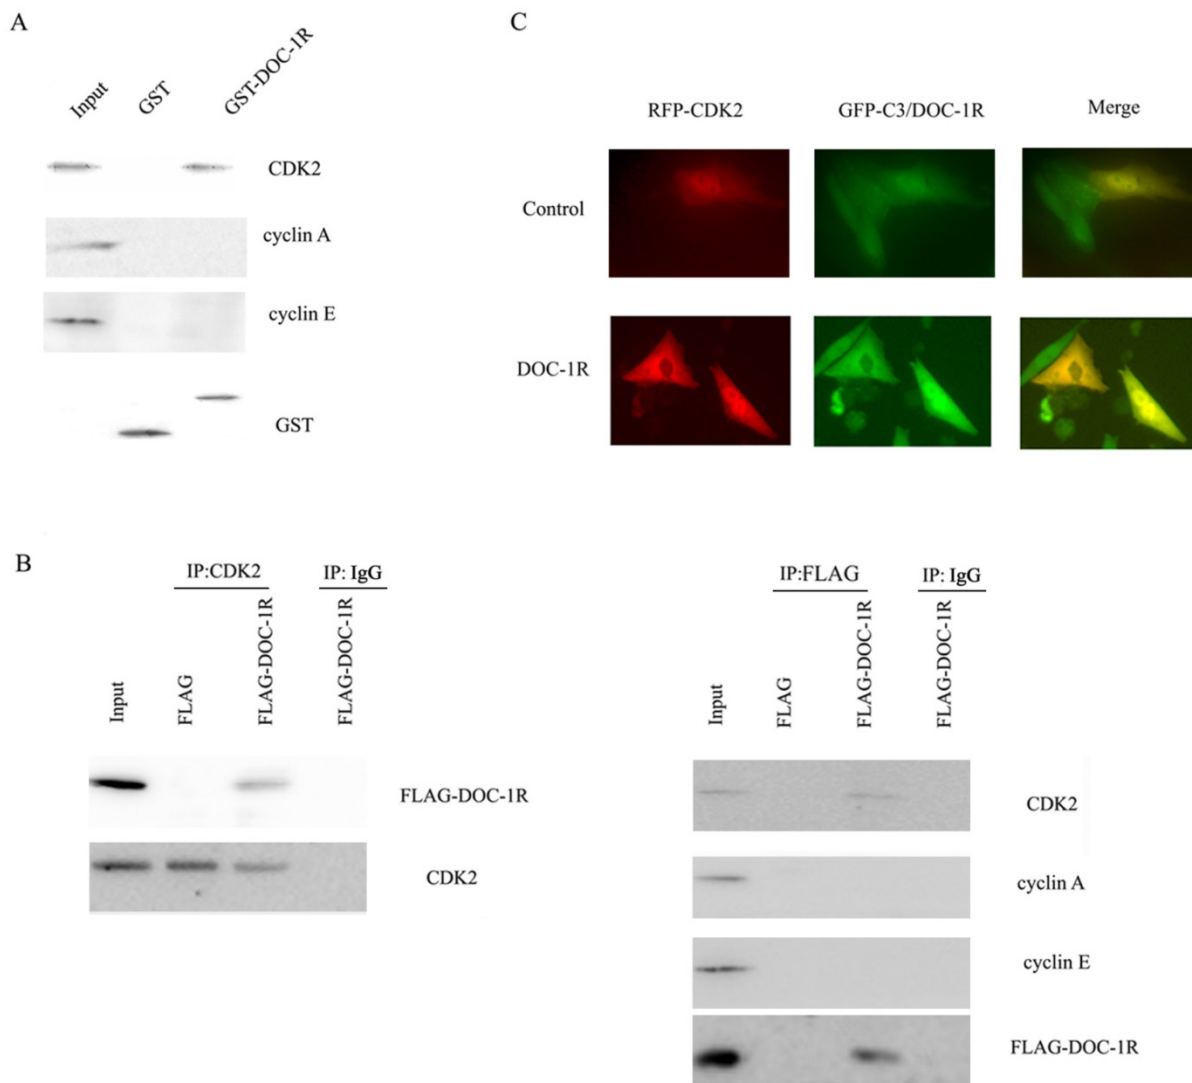 A
Input
GST
GST-DOC-1R
CDK2
cyclin A
cyclin E
GST
C
RFP-CDK2
GFP-C3/DOC-1R
Merge
Control
DOC-1R
B
IP:CDK2
IP: IgG
Input
FLAG
FLAG-DOC-1R
FLAG-DOC-1R
FLAG-DOC-1R
CDK2
IP:FLAG
IP: IgG
Input
FLAG
FLAG-DOC-1R
FLAG-DOC-1R
CDK2
cyclin A
cyclin E
FLAG-DOC-1R